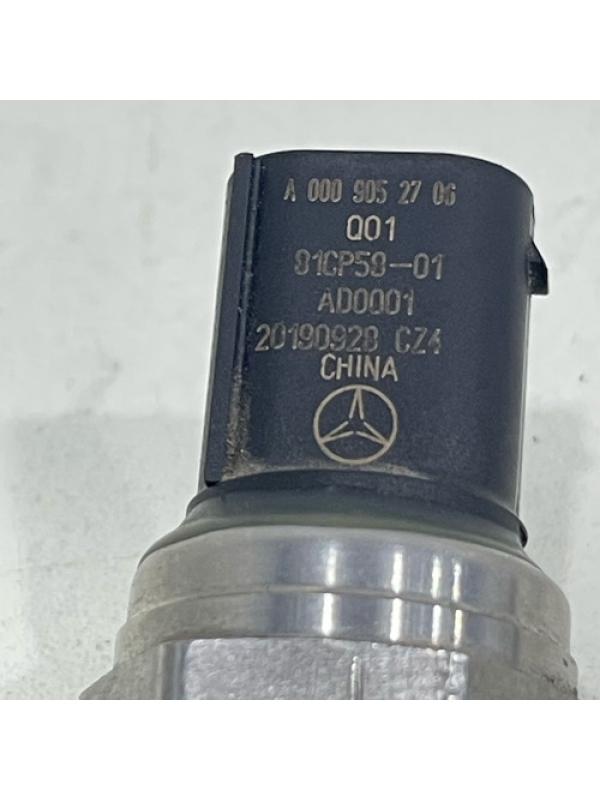 A 000 905 27 06
Q01
81CP58-01
AD0001
20190928 CZ4
CHINA